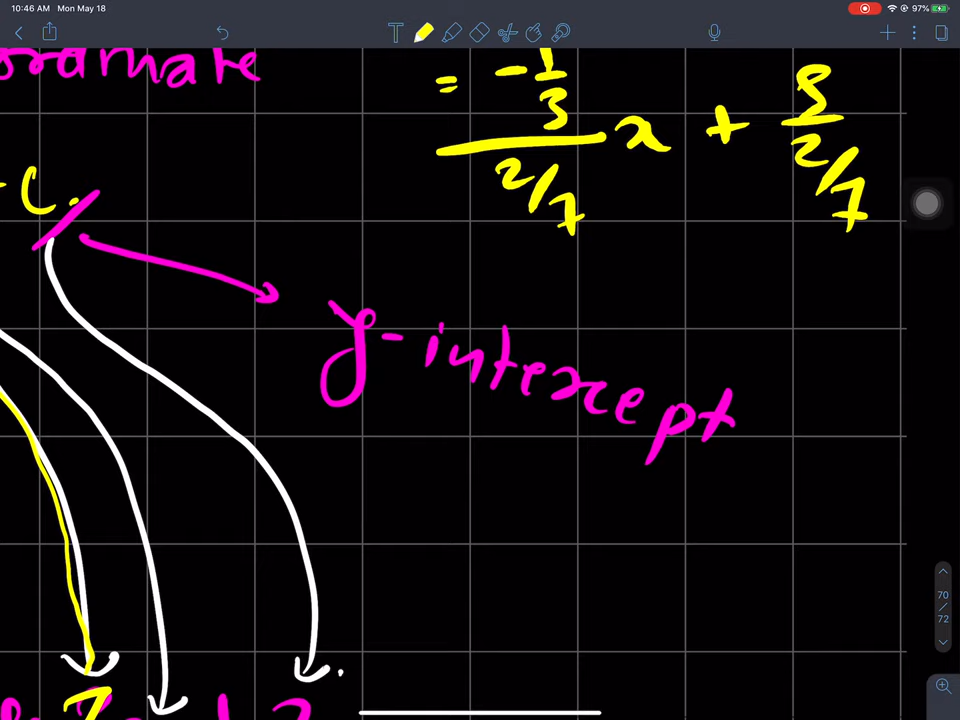 10:46 AM Mon May 18
97%
ordinate
= -1/3 / 2/7 x + 8 / 2/7
C.
y-intercept
70
/
72